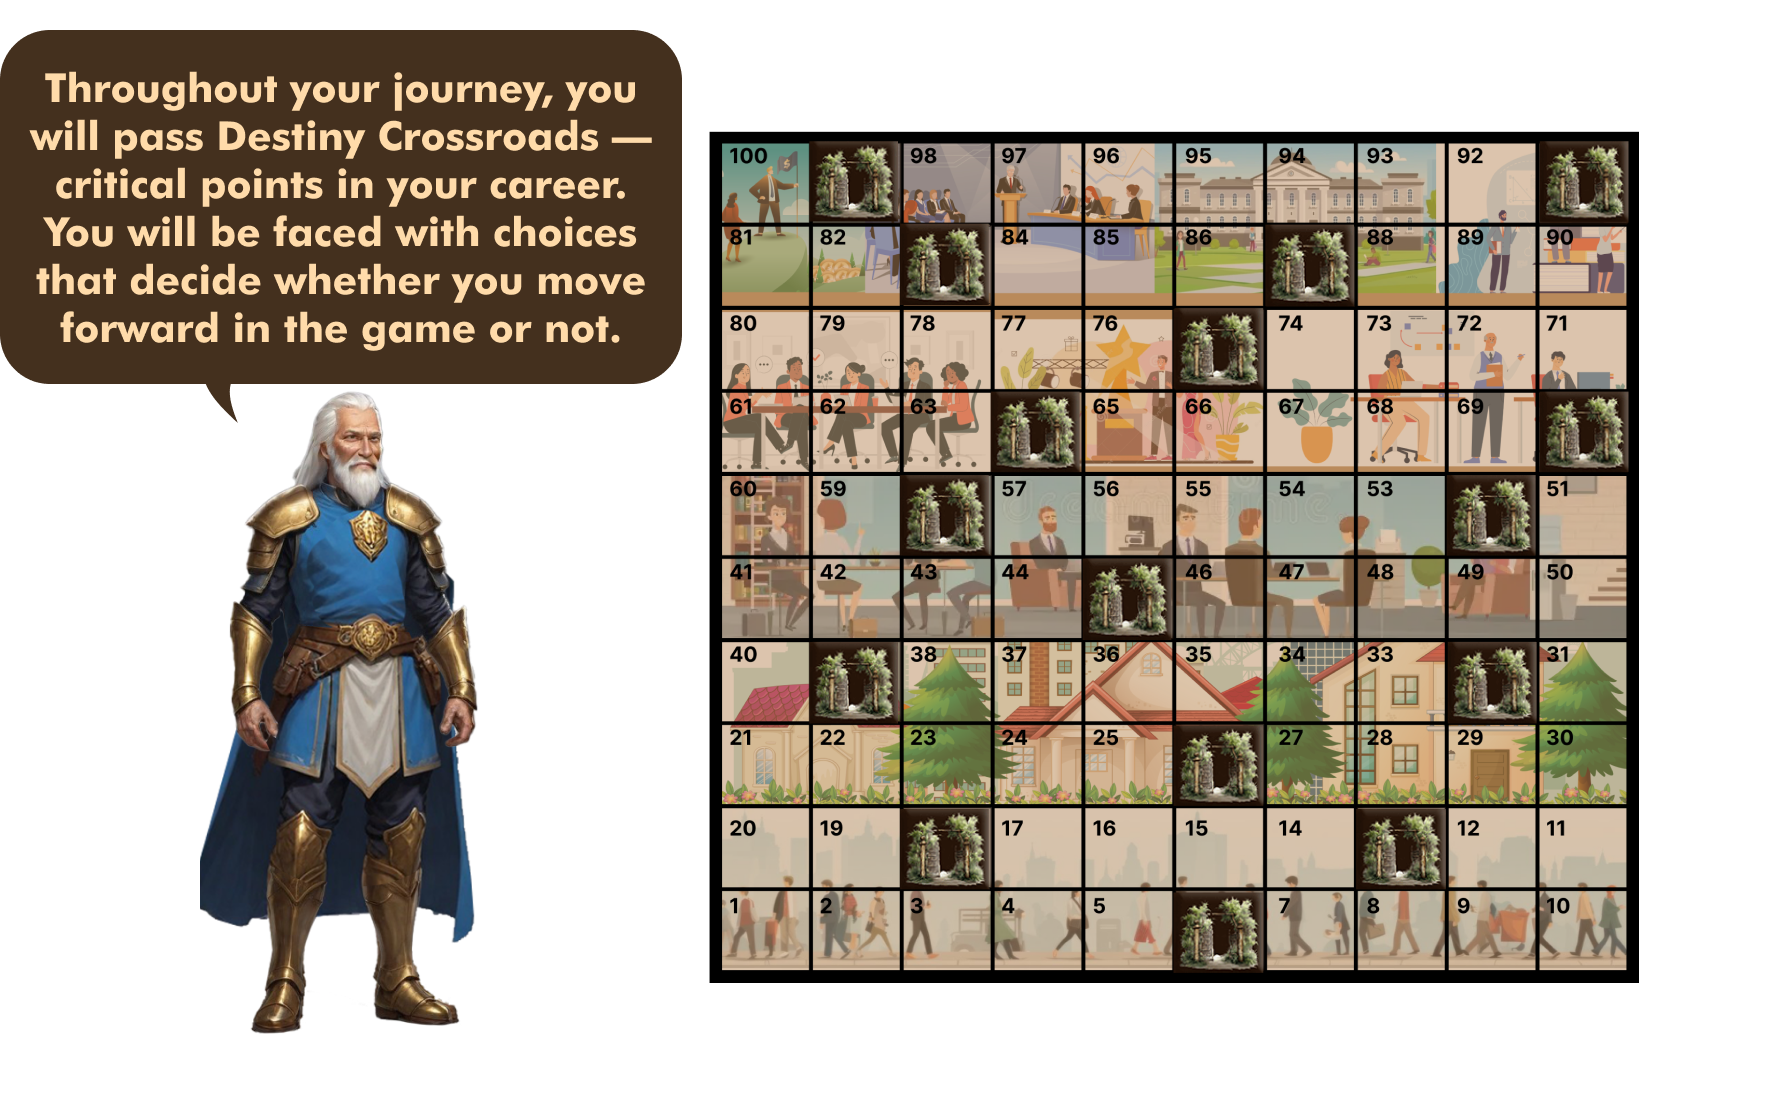 Throughout your journey, you
will pass Destiny Crossroads —
critical points in your career.
You will be faced with choices
that decide whether you move
forward in the game or not.
100 98 97 96 95 94 93 92
81 82 84 85 86 88 89 90
80 79 78 77 76 74 73 72 71
61 62 63 65 66 67 68 69
60 59 57 56 55 54 53 51
41 42 43 44 46 47 48 49 50
40 38 37 36 35 34 33 31
21 22 23 24 25 27 28 29 30
20 19 17 16 15 14 12 11
1 2 3 4 5 7 8 9 10